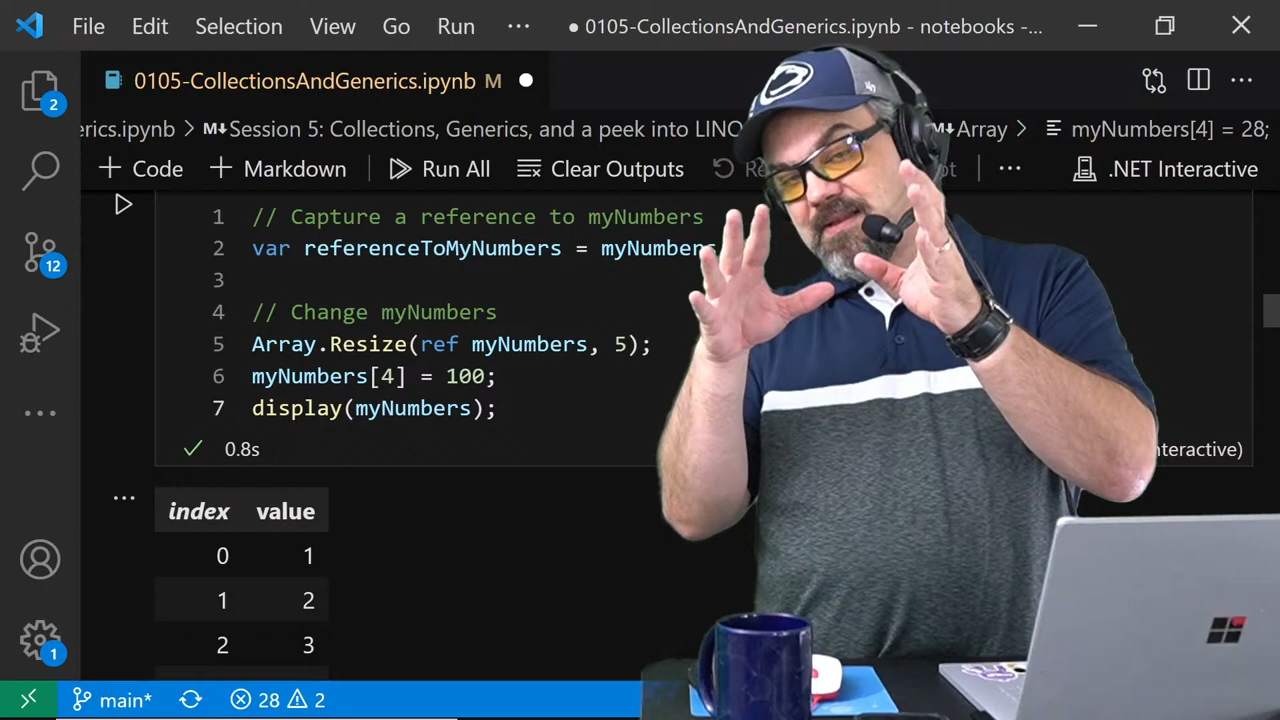 File Edit Selection View Go Run ··· ● 0105-CollectionsAndGenerics.ipynb - notebooks -...
0105-CollectionsAndGenerics.ipynb M
erics.ipynb > M↓Session 5: Collections, Generics, and a peek into LINQ M↓Array > myNumbers[4] = 28;
+ Code + Markdown Run All Clear Outputs ··· .NET Interactive
1 // Capture a reference to myNumbers
2 var referenceToMyNumbers = myNumbers
3
4 // Change myNumbers
5 Array.Resize(ref myNumbers, 5);
6 myNumbers[4] = 100;
7 display(myNumbers);
0.8s
index value
0 1
1 2
2 3
2
12
1
main* 28 2